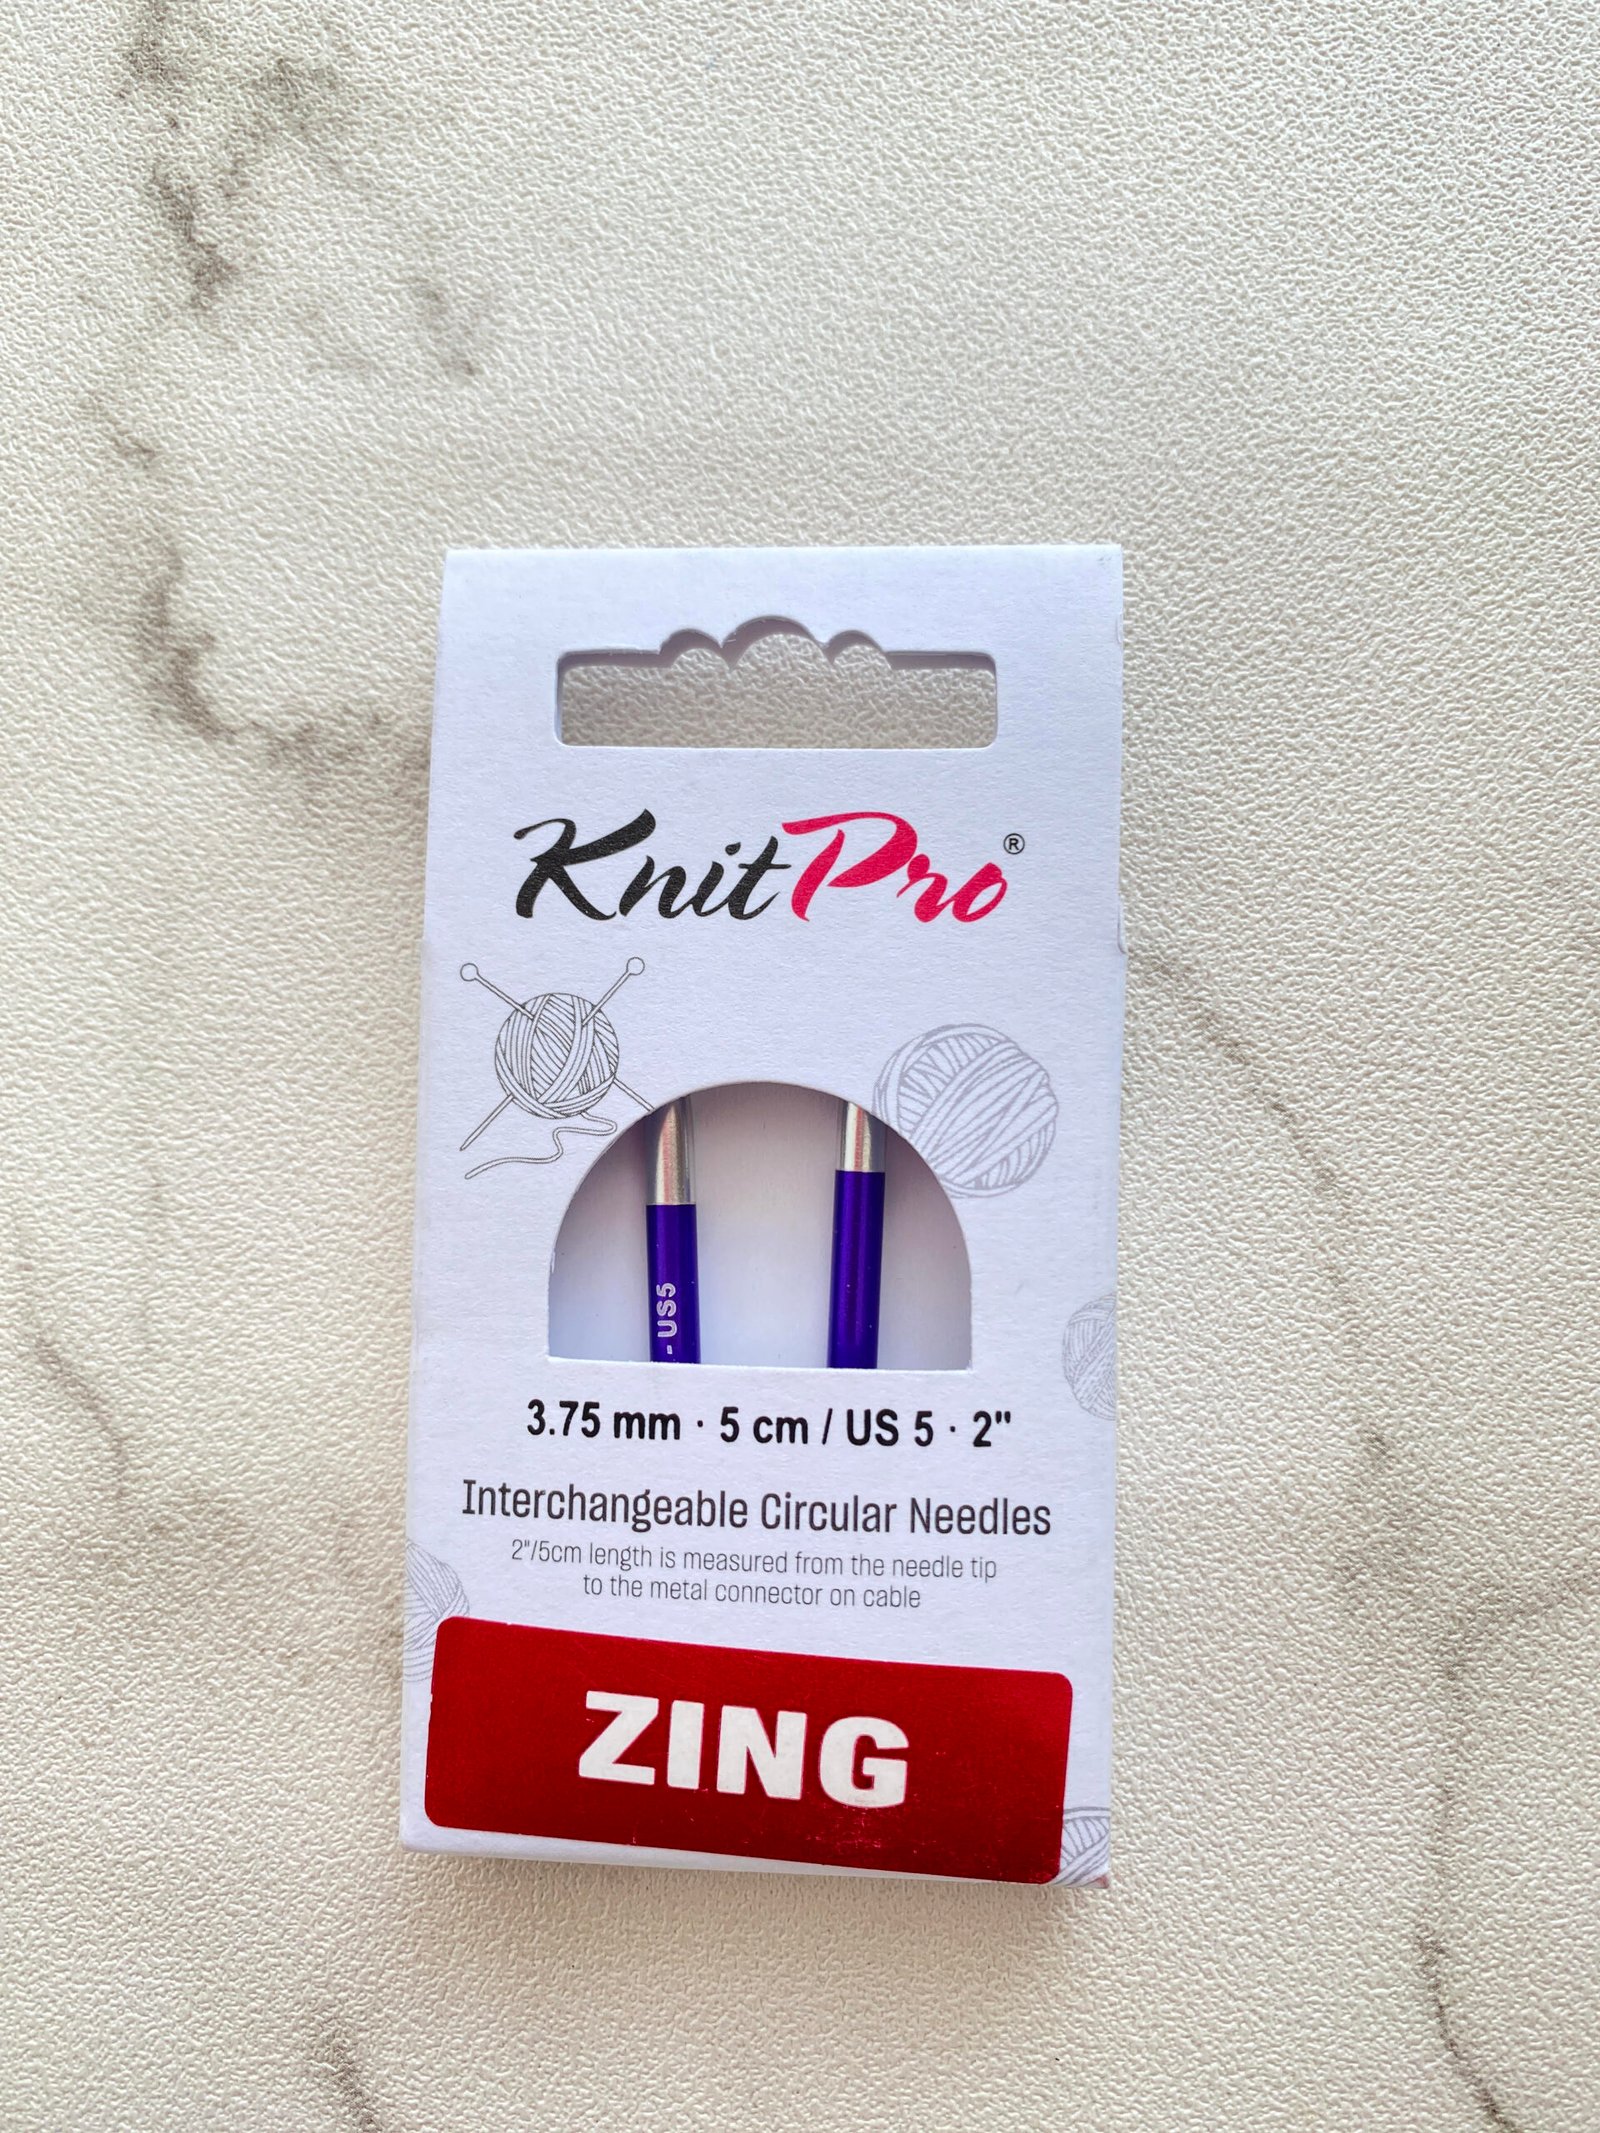 KnitPro®
- US5
3.75 mm · 5 cm / US 5 · 2"
Interchangeable Circular Needles
2"/5cm length is measured from the needle tip
to the metal connector on cable
ZING